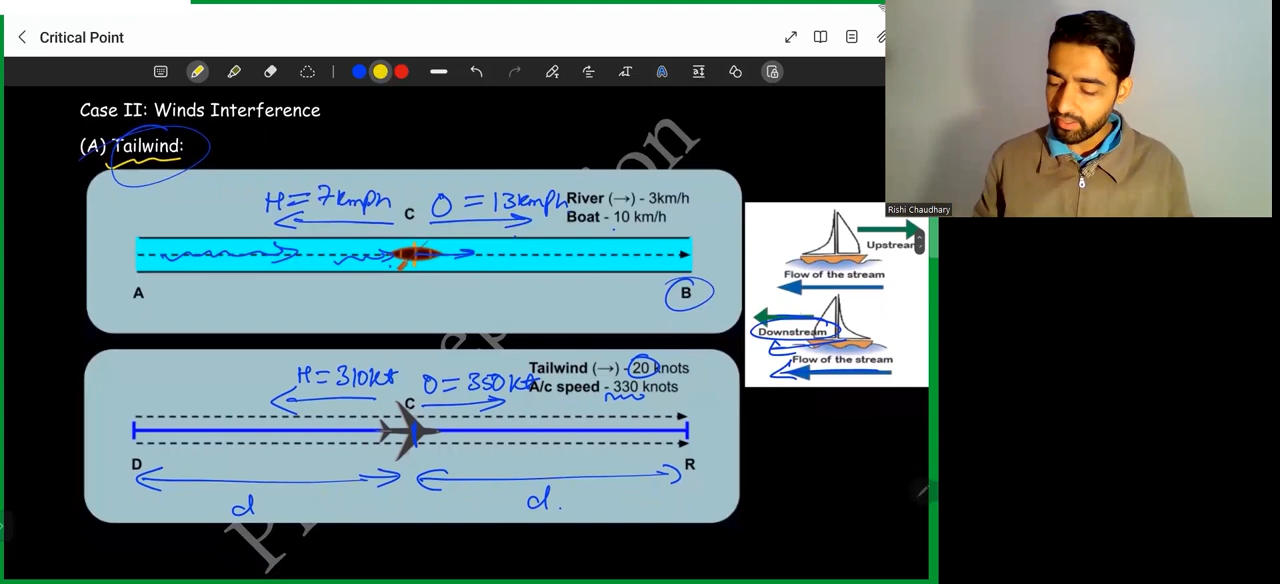 Critical Point
Case II: Winds Interference
(A) Tailwind:
H = 7kmph
C
O = 13kmph
River (→) - 3km/h
Boat - 10 km/h
A
B
Rishi Chaudhary
Upstream
Flow of the stream
Downstream
Flow of the stream
Tailwind (→) - 20 knots
A/c speed - 330 knots
H = 310kt
O = 350kt
C
D
R
d
d.